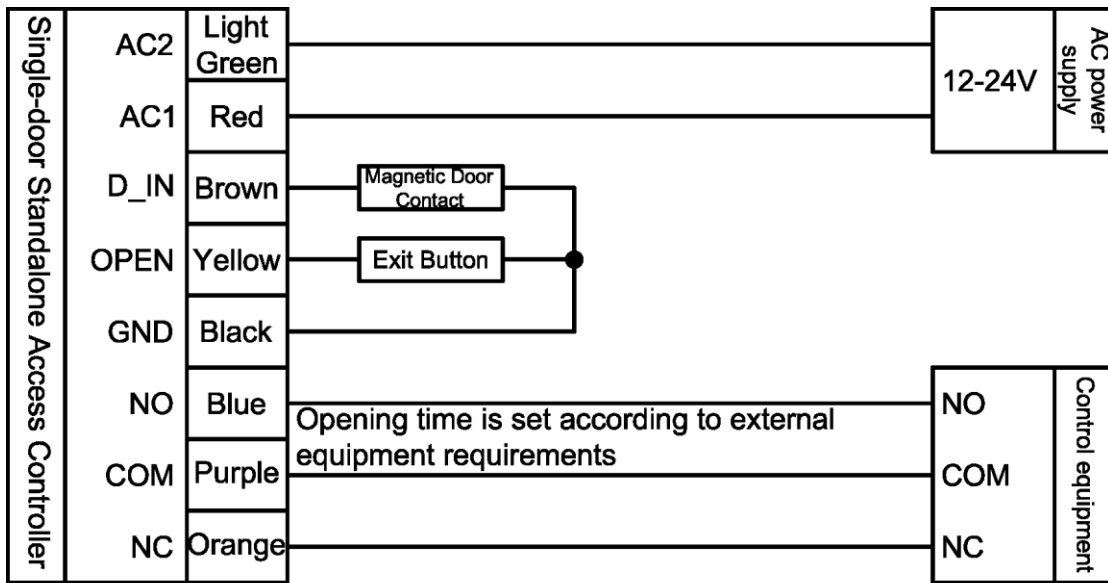 Single-door Standalone Access Controller
AC2
Light
Green
12-24V
AC power
supply
AC1
Red
D_IN
Brown
Magnetic Door
Contact
OPEN
Yellow
Exit Button
GND
Black
NO
Blue
Opening time is set according to external
equipment requirements
NO
Control equipment
COM
Purple
COM
NC
Orange
NC